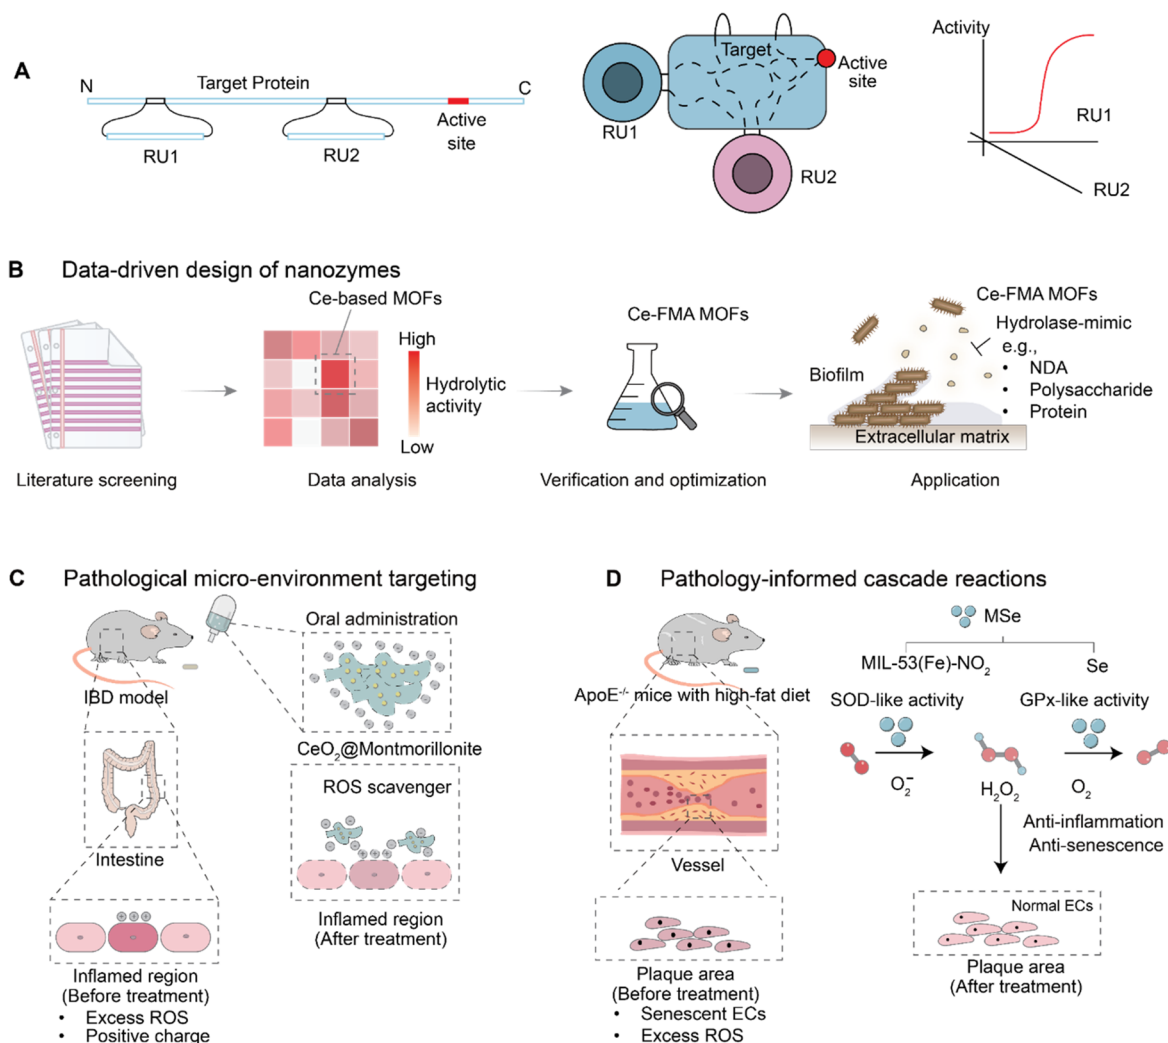 A
N
Target Protein
C
RU1
RU2
Active
site
Target
Active
site
RU1
RU2
Activity
RU1
RU2
B Data-driven design of nanozymes
Ce-based MOFs
High
Hydrolytic
activity
Low
Ce-FMA MOFs
Ce-FMA MOFs
Hydrolase-mimic
e.g.,
• NDA
• Polysaccharide
• Protein
Biofilm
Extracellular matrix
Literature screening
Data analysis
Verification and optimization
Application
C Pathological micro-environment targeting
Oral administration
IBD model
CeO₂@Montmorillonite
ROS scavenger
Intestine
Inflamed region
(After treatment)
Inflamed region
(Before treatment)
• Excess ROS
• Positive charge
D Pathology-informed cascade reactions
MSe
MIL-53(Fe)-NO₂
Se
ApoE⁻/⁻ mice with high-fat diet
SOD-like activity
GPx-like activity
O₂⁻
H₂O₂
O₂
Anti-inflammation
Anti-senescence
Vessel
Normal ECs
Plaque area
(After treatment)
Plaque area
(Before treatment)
• Senescent ECs
• Excess ROS